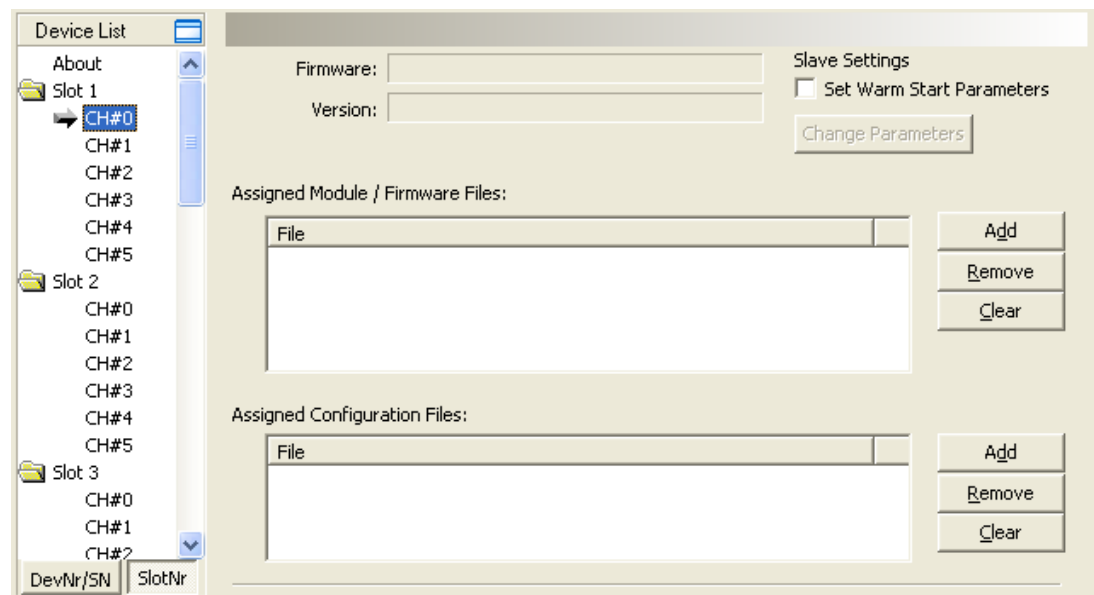 Device List
About
Slot 1
CH#0
CH#1
CH#2
CH#3
CH#4
CH#5
Slot 2
CH#0
CH#1
CH#2
CH#3
CH#4
CH#5
Slot 3
CH#0
CH#1
CH#2
DevNr/SN
SlotNr
Firmware:
Version:
Slave Settings
Set Warm Start Parameters
Change Parameters
Assigned Module / Firmware Files:
File
Add
Remove
Clear
Assigned Configuration Files:
File
Add
Remove
Clear